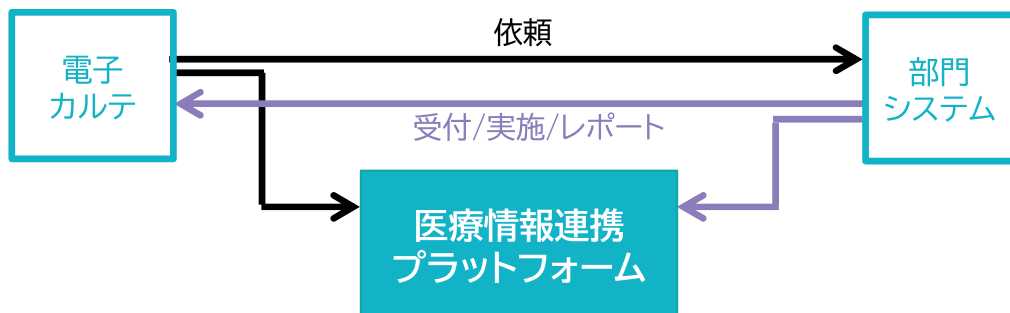 依頼
電子
カルテ
部門
システム
受付/実施/レポート
医療情報連携
プラットフォーム